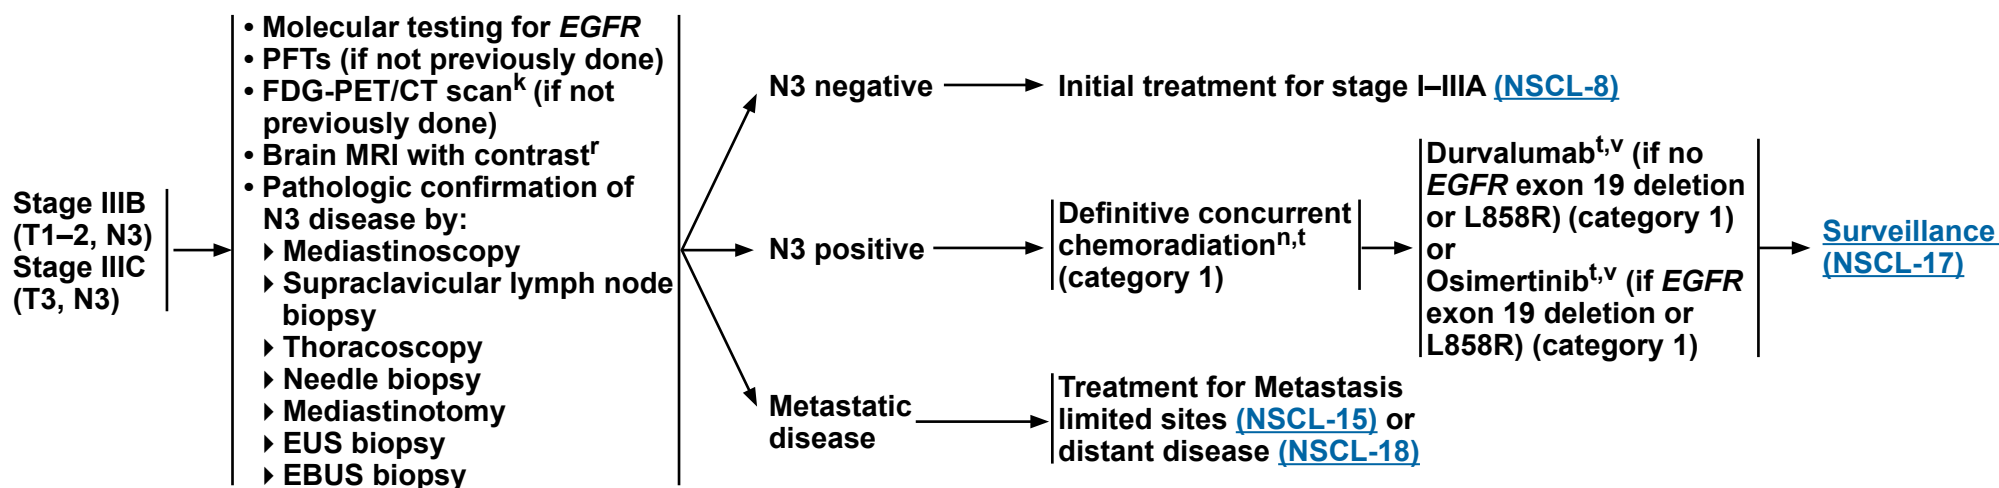 Stage IIIB
(T1–2, N3)
Stage IIIC
(T3, N3)
• Molecular testing for EGFR
• PFTs (if not previously done)
• FDG-PET/CT scank (if not
previously done)
• Brain MRI with contrastr
• Pathologic confirmation of
N3 disease by:
▸ Mediastinoscopy
▸ Supraclavicular lymph node
biopsy
▸ Thoracoscopy
▸ Needle biopsy
▸ Mediastinotomy
▸ EUS biopsy
▸ EBUS biopsy
N3 negative
Initial treatment for stage I–IIIA (NSCL-8)
N3 positive
Definitive concurrent
chemoradiationn,t
(category 1)
Durvalumabt,v (if no
EGFR exon 19 deletion
or L858R) (category 1)
or
Osimertinibt,v (if EGFR
exon 19 deletion or
L858R) (category 1)
Surveillance
(NSCL-17)
Metastatic
disease
Treatment for Metastasis
limited sites (NSCL-15) or
distant disease (NSCL-18)